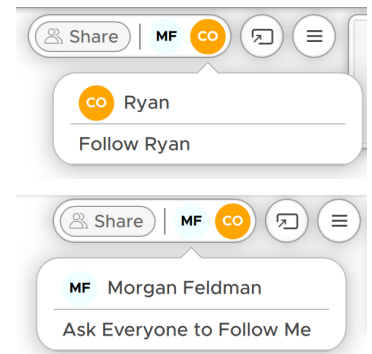 Share MF CO
CO Ryan
Follow Ryan
Share MF CO
MF Morgan Feldman
Ask Everyone to Follow Me